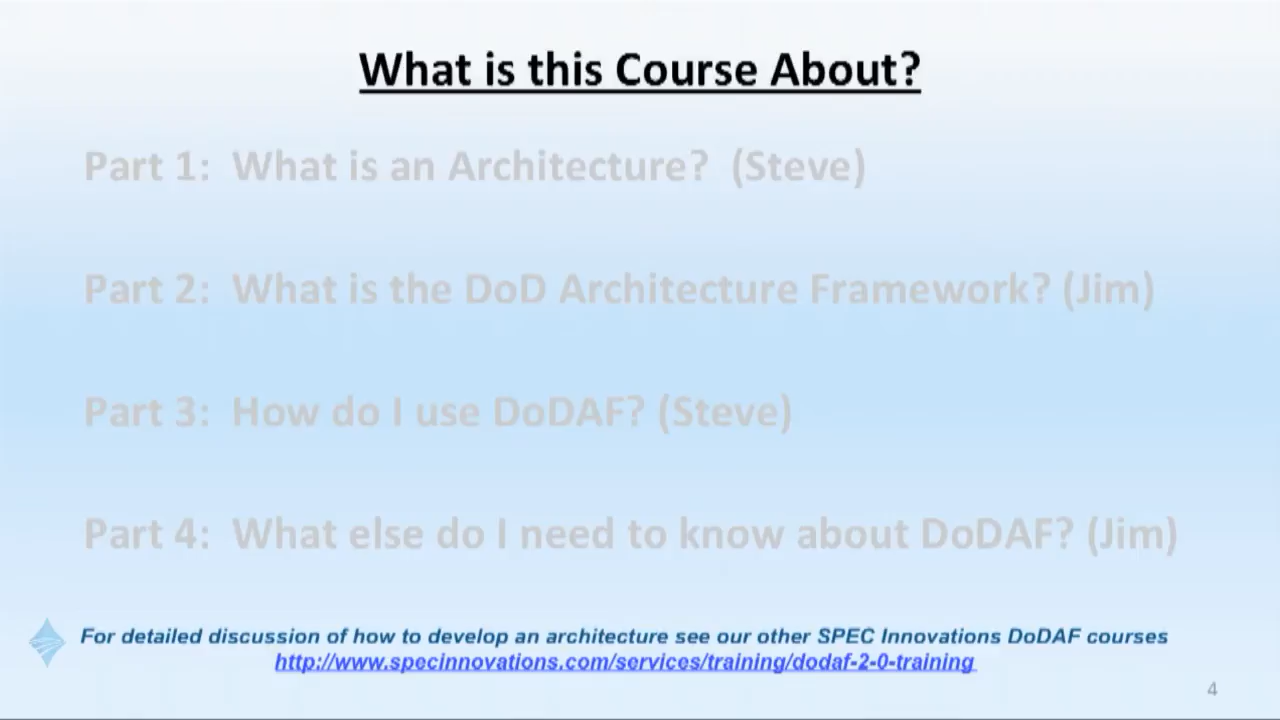 What is this Course About?
Part 1: What is an Architecture? (Steve)
Part 2: What is the DoD Architecture Framework? (Jim)
Part 3: How do I use DoDAF? (Steve)
Part 4: What else do I need to know about DoDAF? (Jim)
For detailed discussion of how to develop an architecture see our other SPEC Innovations DoDAF courses
http://www.specinnovations.com/services/training/dodaf-2-0-training
4